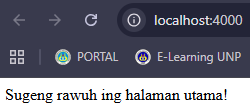 localhost:4000
PORTAL E-Learning UNP
Sugeng rawuh ing halaman utama!